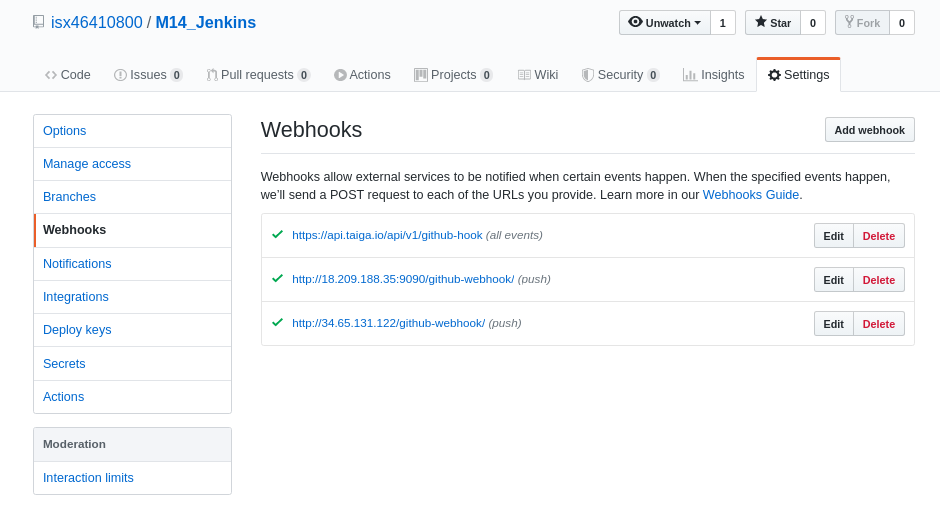 isx46410800 / M14_Jenkins
Unwatch 1 Star 0 Fork 0
Code Issues 0 Pull requests 0 Actions Projects 0 Wiki Security 0 Insights Settings
Options
Manage access
Branches
Webhooks
Notifications
Integrations
Deploy keys
Secrets
Actions
Moderation
Interaction limits
Webhooks
Add webhook
Webhooks allow external services to be notified when certain events happen. When the specified events happen,
we’ll send a POST request to each of the URLs you provide. Learn more in our Webhooks Guide.
https://api.taiga.io/api/v1/github-hook (all events) Edit Delete
http://18.209.188.35:9090/github-webhook/ (push) Edit Delete
http://34.65.131.122/github-webhook/ (push) Edit Delete